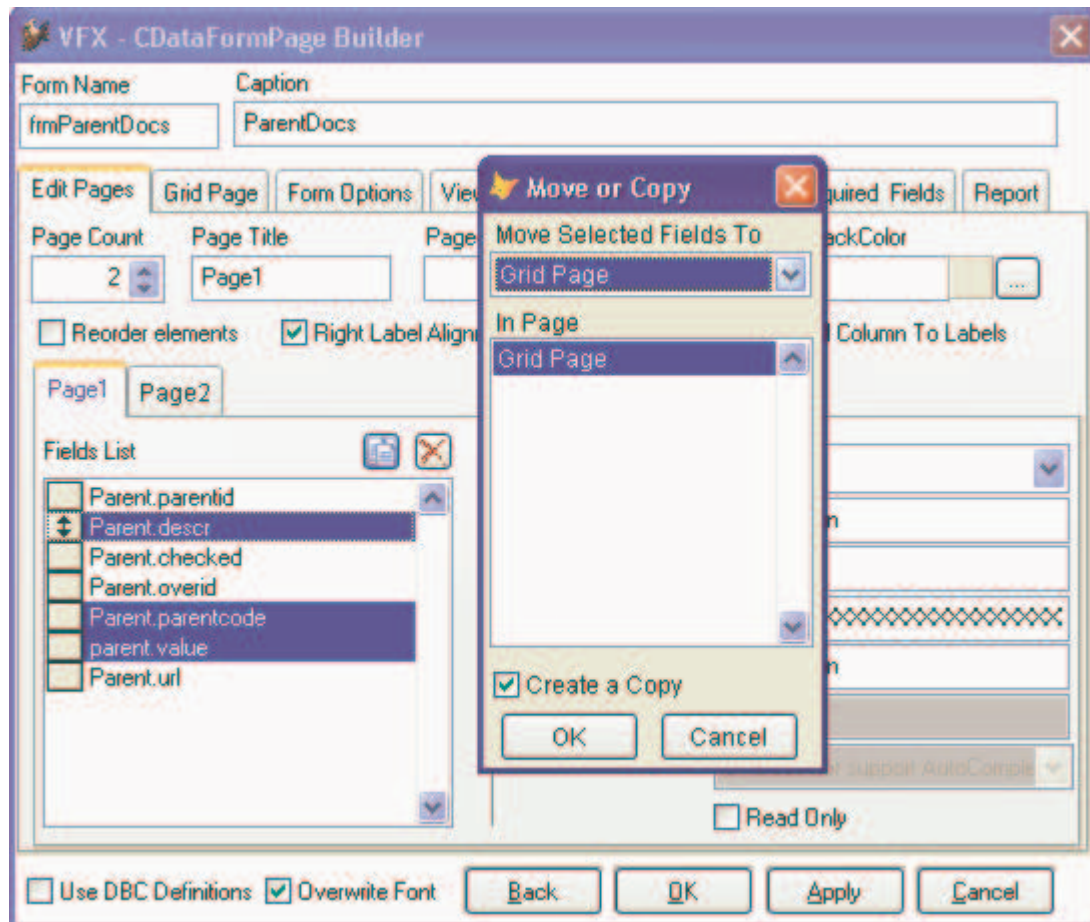 VFX - CDataFormPage Builder
Form Name Caption
frmParentDocs ParentDocs
Edit Pages Grid Page Form Options Fields Report
Move or Copy
Page Count Page Title Page
2 Page1
Move Selected Fields To
Grid Page
...
Reorder elements Right Label Column To Labels
In Page
Grid Page
Page1 Page2
Fields List
Parent.parentid
Parent.descr
Parent.checked
Parent.overid
Parent.parentcode
parent.value
Parent.url
Create a Copy
OK Cancel
support
Read Only
Use DBC Definitions Overwrite Font Back OK Apply Cancel